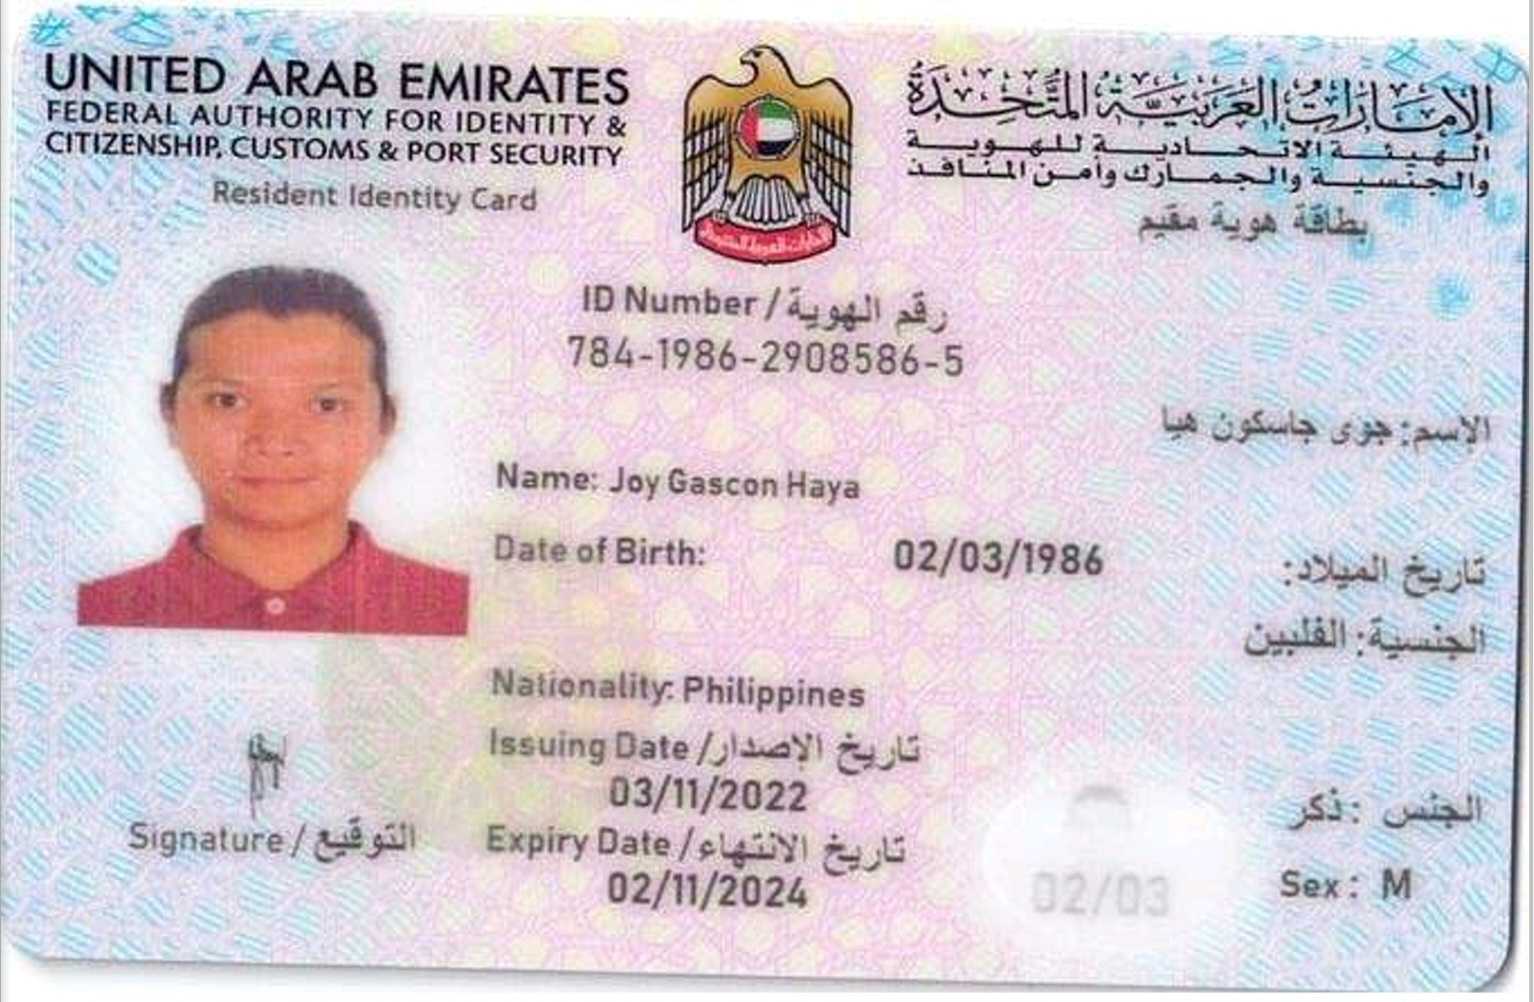 UNITED ARAB EMIRATES
FEDERAL AUTHORITY FOR IDENTITY &
CITIZENSHIP, CUSTOMS & PORT SECURITY
Resident Identity Card
الإمارات العربية المتحدة
الهيئة الاتحادية للهوية
والجنسية والجمارك وأمن المنافذ
بطاقة هوية مقيم
ID Number / رقم الهوية
784-1986-2908586-5
الإسم: جوى جاسكون هيا
Name: Joy Gascon Haya
Date of Birth: 02/03/1986 تاريخ الميلاد:
الجنسية: الفلبين
Nationality: Philippines
Issuing Date / تاريخ الإصدار
03/11/2022
Expiry Date / تاريخ الانتهاء
02/11/2024
الجنس : ذكر
Sex : M
02/03
Signature / التوقيع